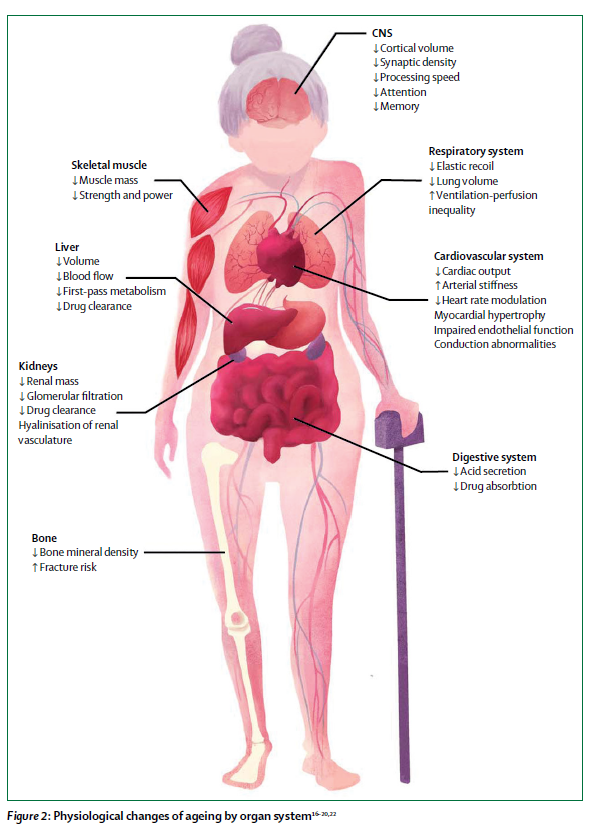 CNS
↓Cortical volume
↓Synaptic density
↓Processing speed
↓Attention
↓Memory
Respiratory system
↓Elastic recoil
↓Lung volume
↑Ventilation-perfusion
inequality
Skeletal muscle
↓Muscle mass
↓Strength and power
Liver
↓Volume
↓Blood flow
↓First-pass metabolism
↓Drug clearance
Cardiovascular system
↓Cardiac output
↑Arterial stiffness
↓Heart rate modulation
Myocardial hypertrophy
Impaired endothelial function
Conduction abnormalities
Kidneys
↓Renal mass
↓Glomerular filtration
↓Drug clearance
Hyalinisation of renal
vasculature
Digestive system
↓Acid secretion
↓Drug absorbtion
Bone
↓Bone mineral density
↑Fracture risk
Figure 2: Physiological changes of ageing by organ system16-20,22